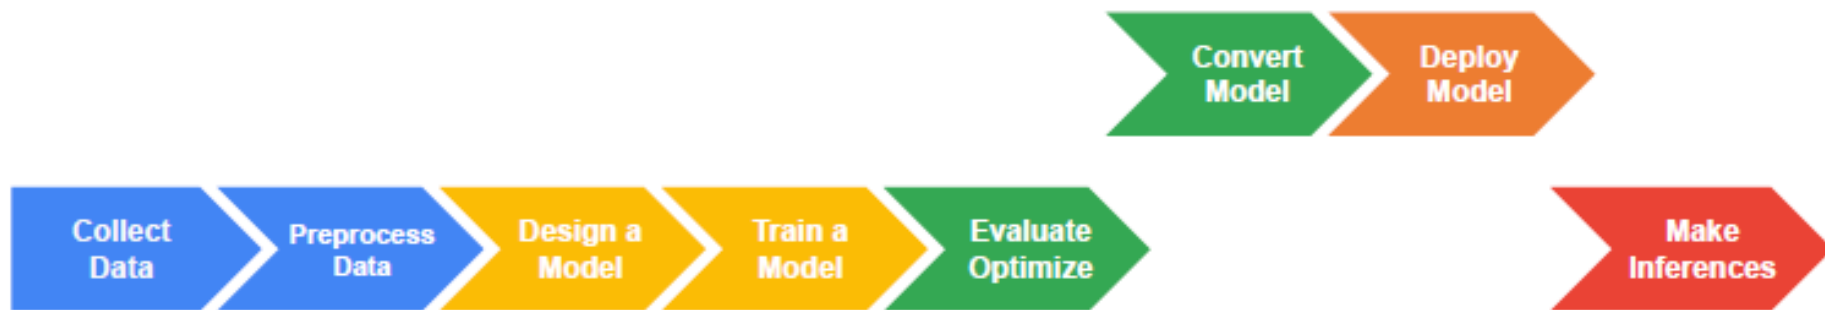 Convert
Model
Deploy
Model
Collect
Data
Preprocess
Data
Design a
Model
Train a
Model
Evaluate
Optimize
Make
Inferences